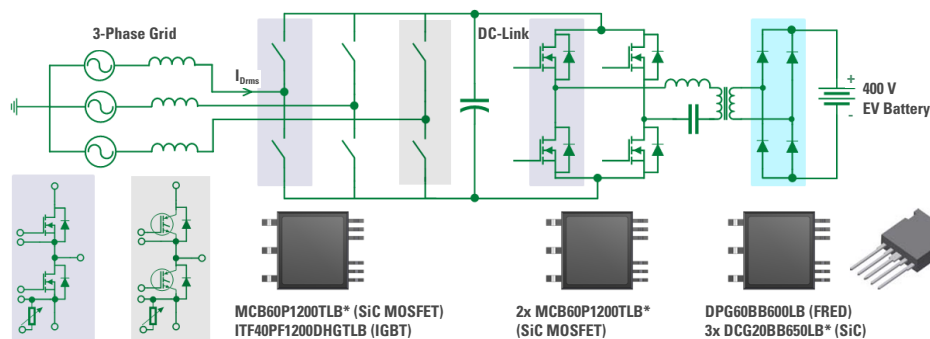 3-Phase Grid
I_Drms
DC-Link
+
400 V
EV Battery
-
MCB60P1200TLB* (SiC MOSFET)
ITF40PF1200DHGTLB (IGBT)
2x MCB60P1200TLB*
(SiC MOSFET)
DPG60BB600LB (FRED)
3x DCG20BB650LB* (SiC)